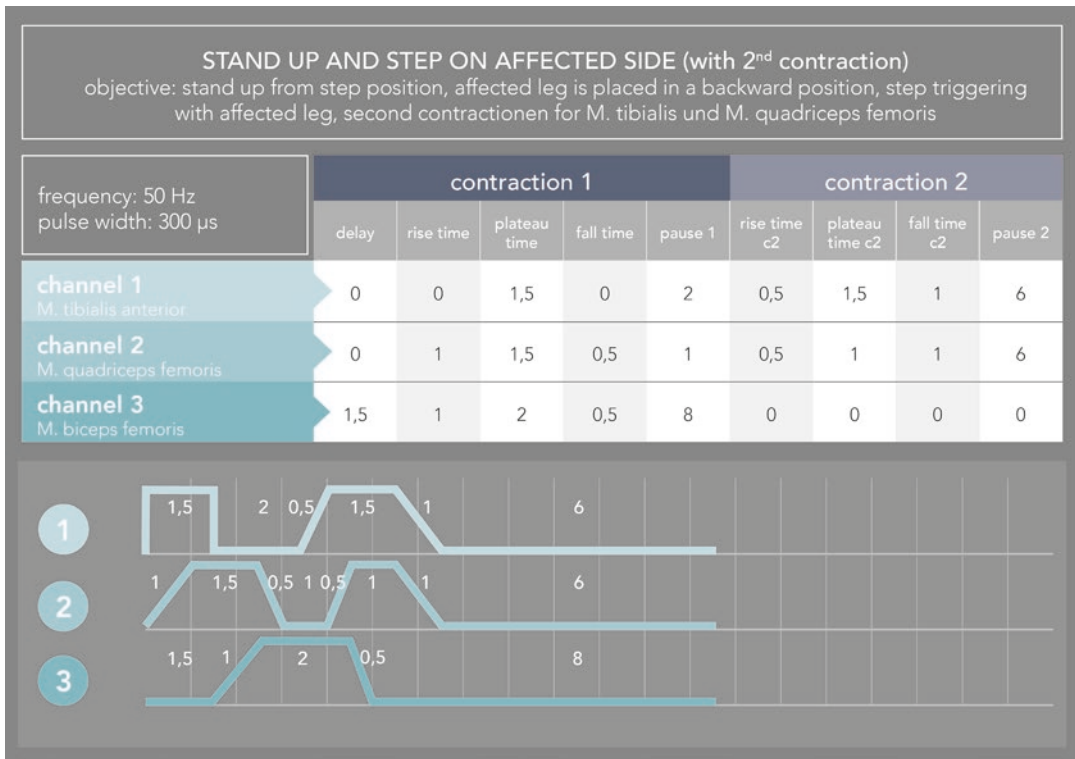 STAND UP AND STEP ON AFFECTED SIDE (with 2nd contraction)
objective: stand up from step position, affected leg is placed in a backward position, step triggering
with affected leg, second contractionen for M. tibialis und M. quadriceps femoris
frequency: 50 Hz
pulse width: 300 µs
contraction 1 contraction 2
delay rise time plateau time fall time pause 1 rise time c2 plateau time c2 fall time c2 pause 2
channel 1
M. tibialis anterior
0 0 1,5 0 2 0,5 1,5 1 6
channel 2
M. quadriceps femoris
0 1 1,5 0,5 1 0,5 1 1 6
channel 3
M. biceps femoris
1,5 1 2 0,5 8 0 0 0 0
1 1,5 2 0,5 1,5 1 6
2 1 1,5 0,5 1 0,5 1 1 6
3 1,5 1 2 0,5 8